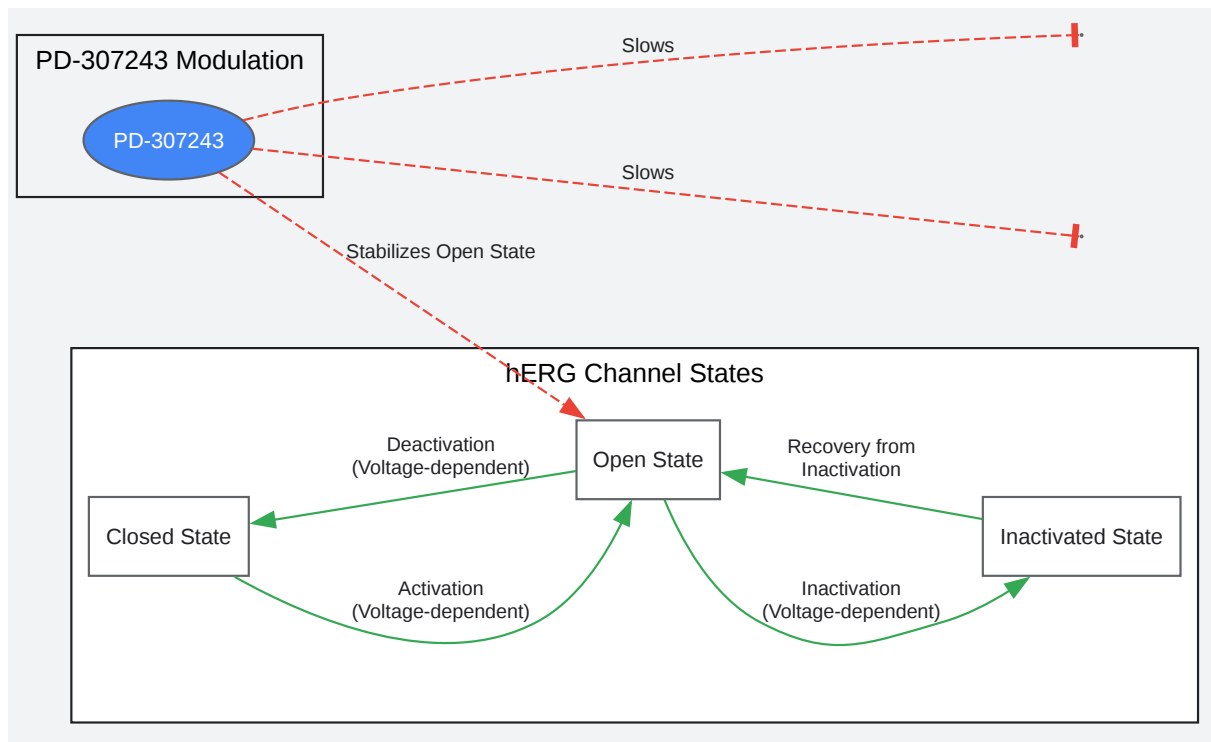 PD-307243 Modulation
PD-307243
Slows
Slows
Stabilizes Open State
hERG Channel States
Deactivation
(Voltage-dependent)
Open State
Recovery from
Inactivation
Closed State
Inactivated State
Activation
(Voltage-dependent)
Inactivation
(Voltage-dependent)